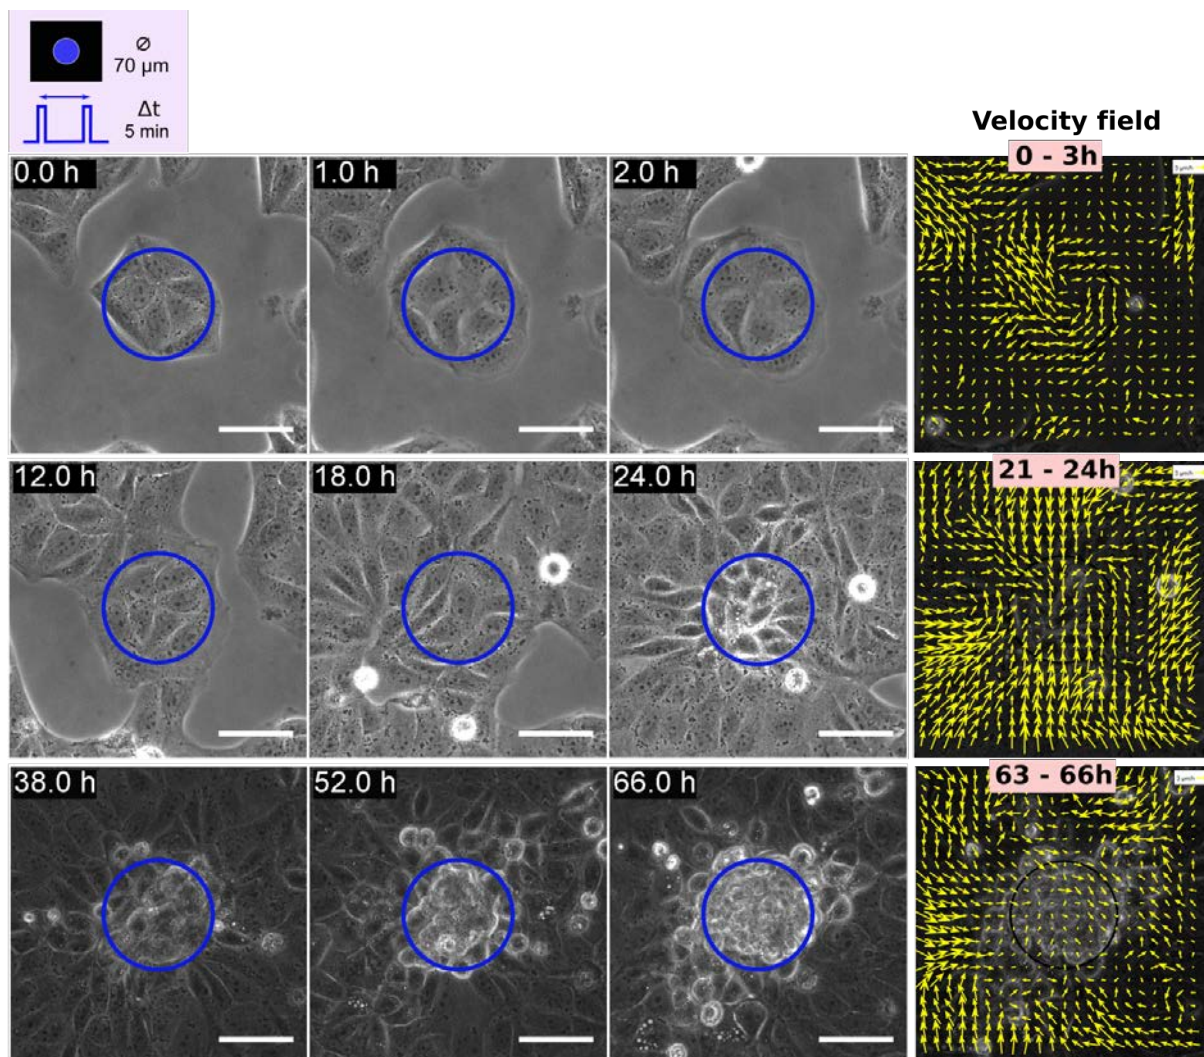 Ø
70 µm
Δt
5 min
Velocity field
0.0 h
1.0 h
2.0 h
0 - 3h
12.0 h
18.0 h
24.0 h
21 - 24h
38.0 h
52.0 h
66.0 h
63 - 66h